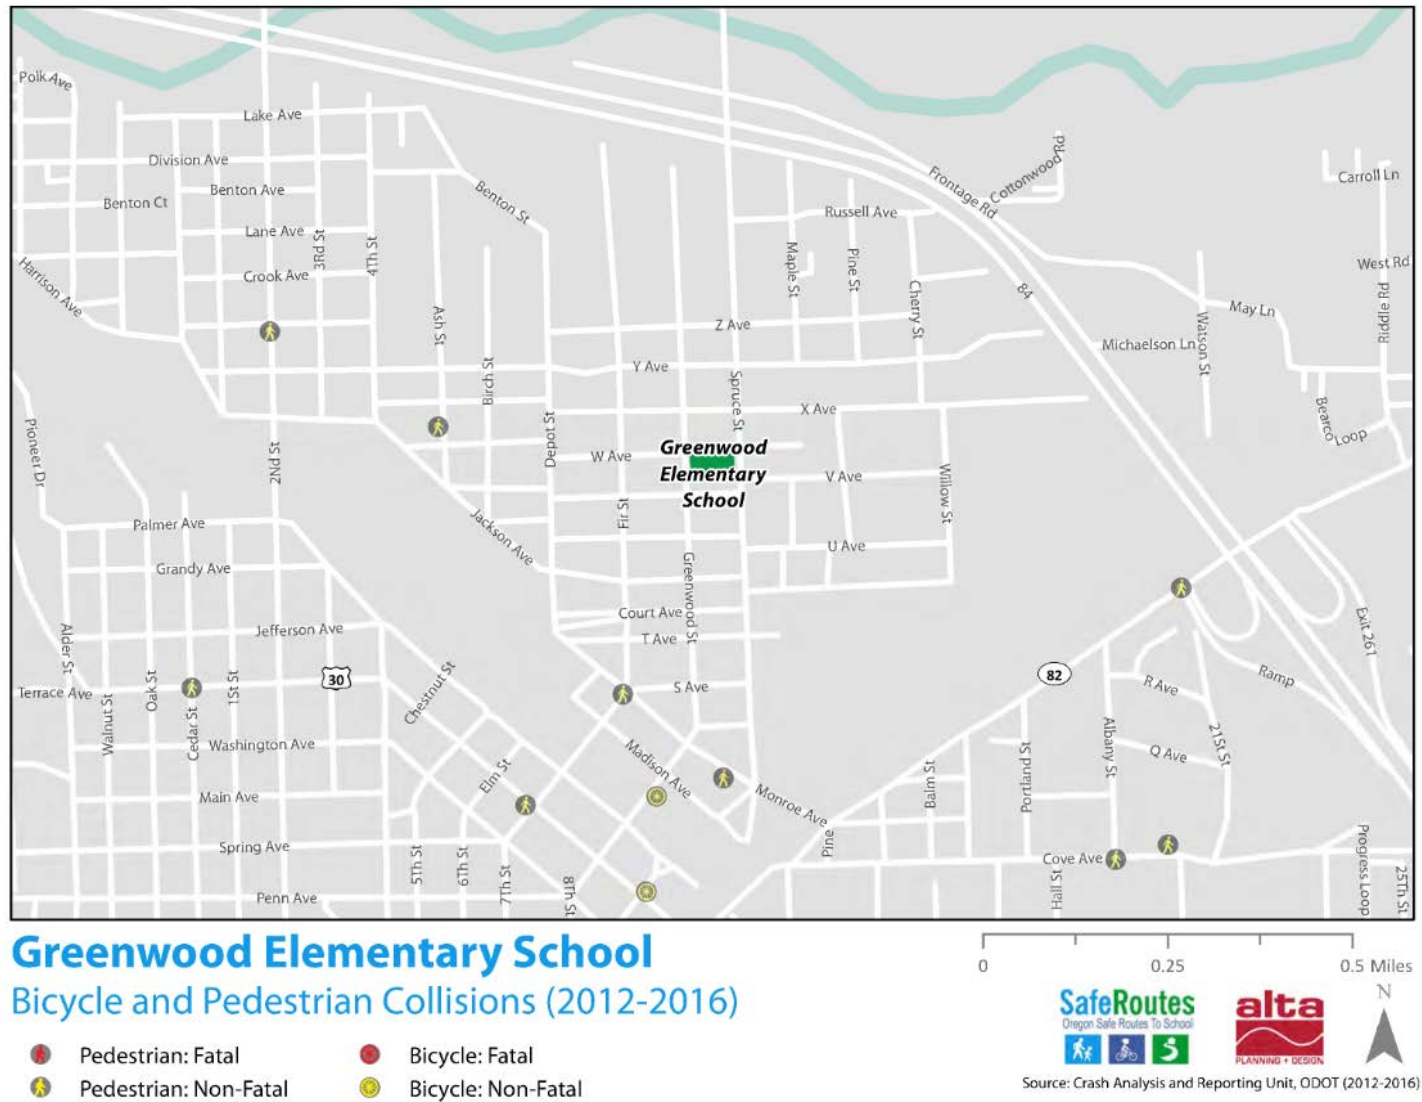 Polk Ave
Lake Ave
Division Ave
Benton Ave
Benton Ct
Benton St
Lane Ave
3Rd St
4Th St
Crook Ave
Harrison Ave
Ash St
Birch St
Depot St
Russell Ave
Maple St
Pine St
Cherry St
Frontage Rd
Cottonwood Rd
84
Carroll Ln
West Rd
Riddle Rd
May Ln
Watson St
Michaelson Ln
Bearco
Loop
Z Ave
Y Ave
Spruce St
X Ave
W Ave
Greenwood
Elementary
School
V Ave
Willow St
U Ave
Fir St
Greenwood St
Jackson Ave
Court Ave
T Ave
S Ave
Pioneer Dr
2Nd St
Palmer Ave
Grandy Ave
Jefferson Ave
Alder St
Terrace Ave
Walnut St
Oak St
Cedar St
1St St
30
Chestnut St
Washington Ave
Main Ave
Elm St
Spring Ave
Penn Ave
5Th St
6Th St
7Th St
8Th St
Madison Ave
Monroe Ave
Pine
Balm St
Portland St
Albany St
82
R Ave
Q Ave
21St St
Ramp
Exit 261
Cove Ave
Hall St
Progress Loop
25Th St
Greenwood Elementary School
Bicycle and Pedestrian Collisions (2012-2016)
Pedestrian: Fatal
Bicycle: Fatal
Pedestrian: Non-Fatal
Bicycle: Non-Fatal
0 0.25 0.5 Miles
N
SafeRoutes
Oregon Safe Routes To School
alta
PLANNING + DESIGN
Source: Crash Analysis and Reporting Unit, ODOT (2012-2016)